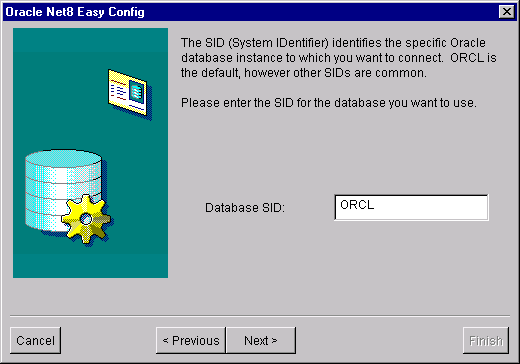 Oracle Net8 Easy Config
The SID (System IDentifier) identifies the specific Oracle
database instance to which you want to connect.  ORCL is
the default, however other SIDs are common.
Please enter the SID for the database you want to use.
Database SID:
ORCL
Cancel
< Previous
Next >
Finish